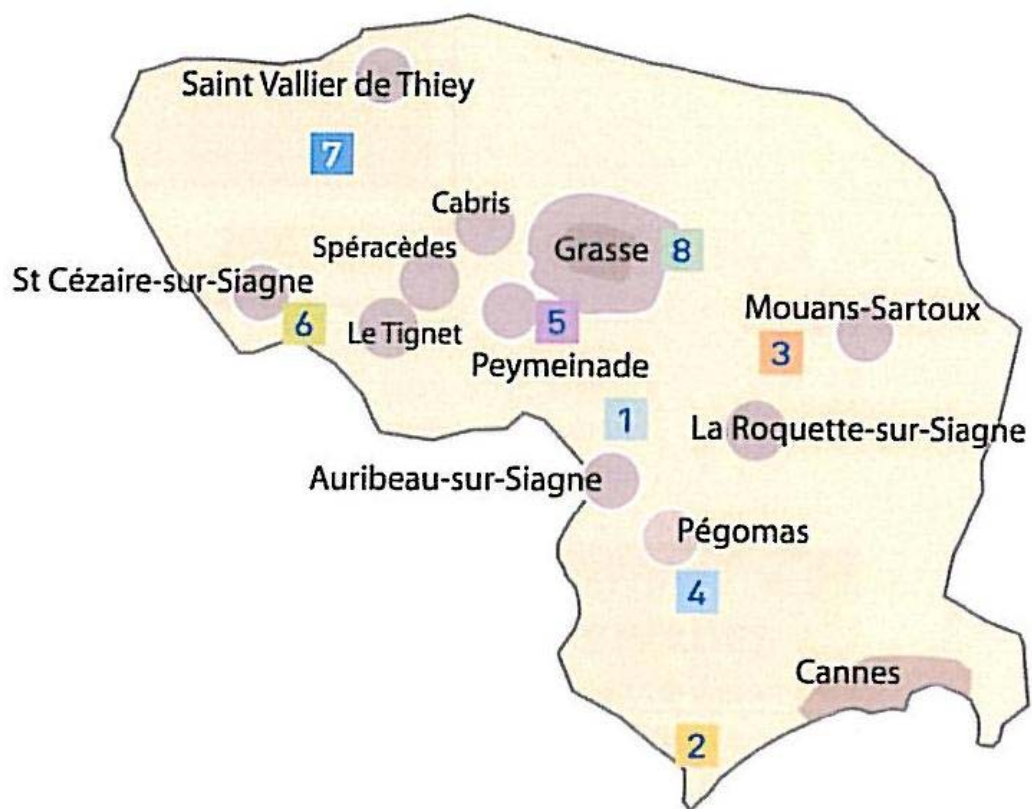 Saint Vallier de Thiey
7
Cabris
Spéracèdes
Grasse 8
St Cézaire-sur-Siagne
6
Le Tignet
5
Mouans-Sartoux
3
Peymeinade
1
La Roquette-sur-Siagne
Auribeau-sur-Siagne
Pégomas
4
Cannes
2